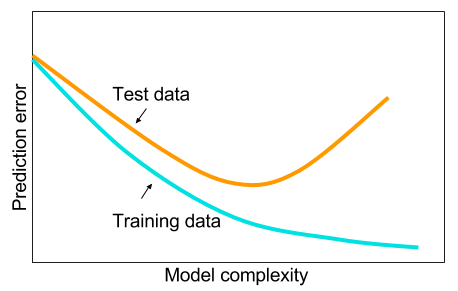 Test data
Prediction error
Training data
Model complexity